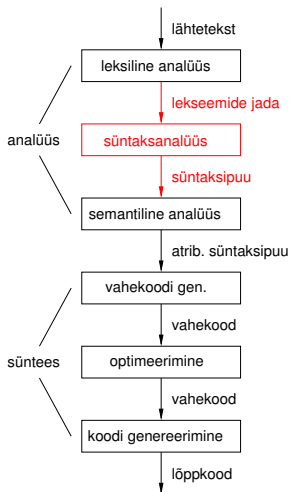 lähtetekst
leksiline analüüs
lekseemide jada
analüüs
süntaksanalüüs
süntaksipuu
semantiline analüüs
atrib. süntaksipuu
vahekoodi gen.
vahekood
süntees
optimeerimine
vahekood
koodi genereerimine
lõppkood